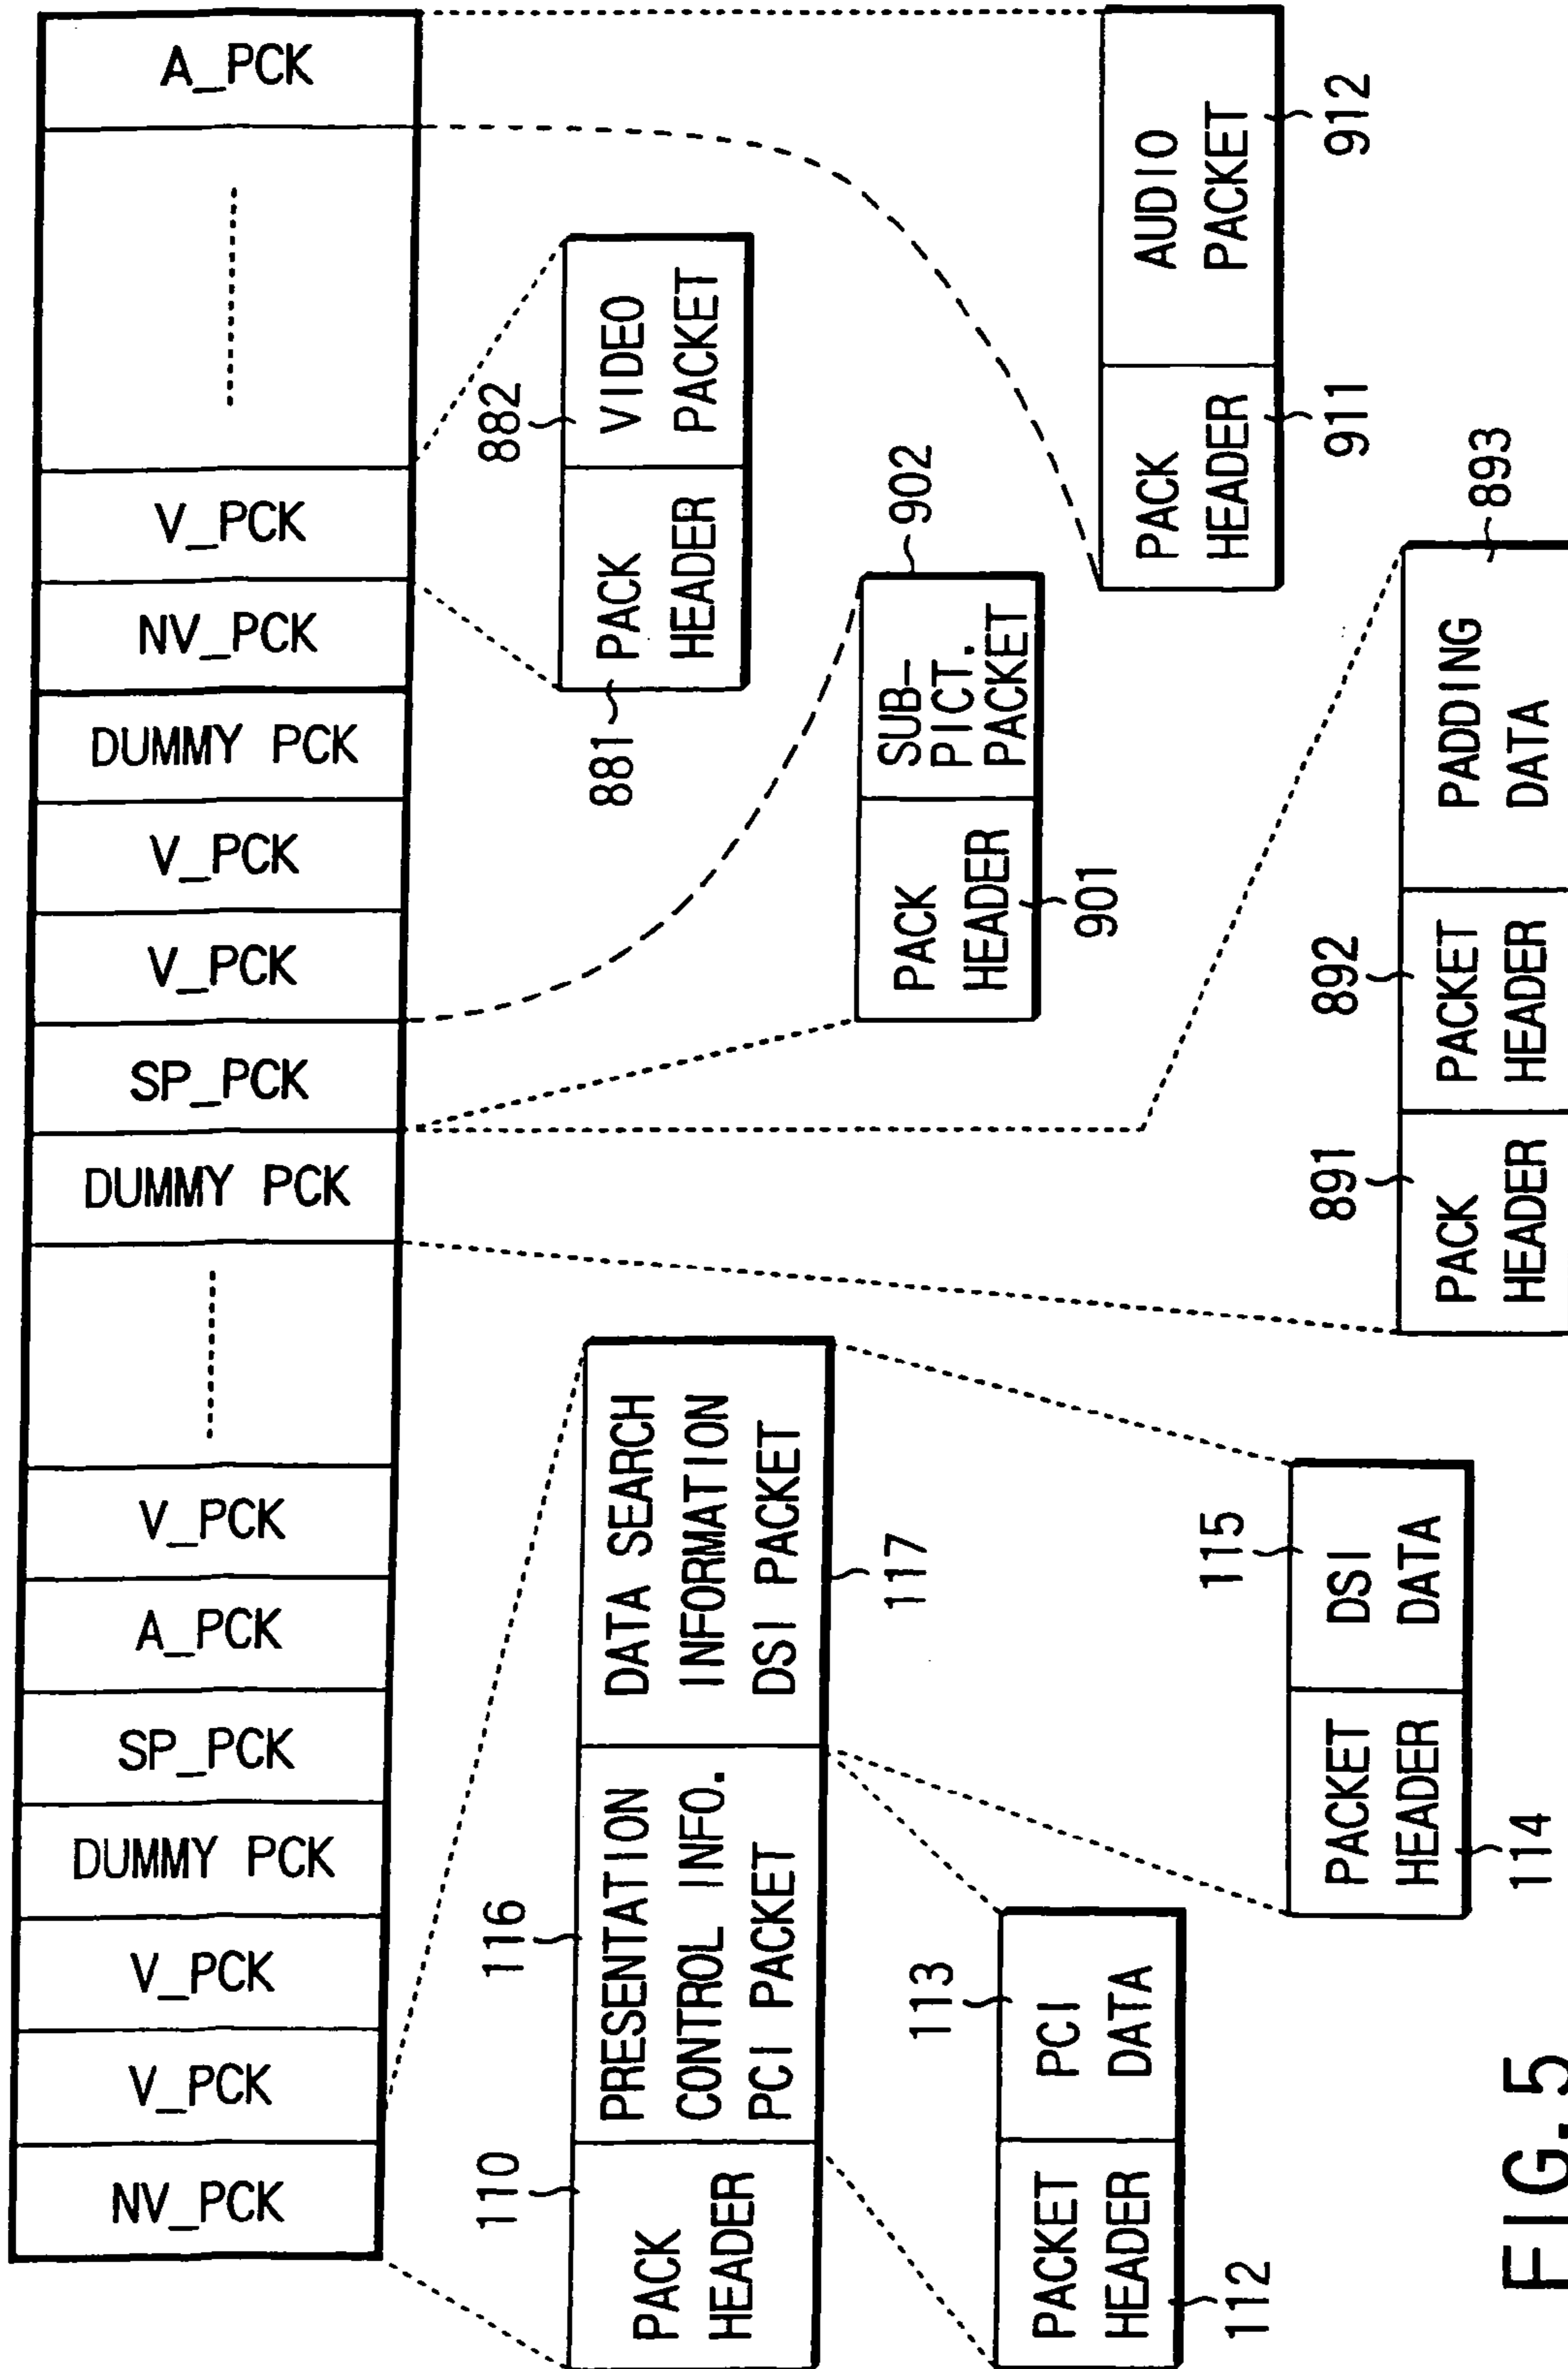 NV_PCK
V_PCK
V_PCK
DUMMY PCK
SP_PCK
A_PCK
V_PCK
DUMMY PCK
SP_PCK
V_PCK
V_PCK
DUMMY PCK
NV_PCK
V_PCK
A_PCK
110
116
PACK
HEADER
PRESENTATION
CONTROL INFO.
PCI PACKET
DATA SEARCH
INFORMATION
DSI PACKET
117
881
882
PACK
HEADER
VIDEO
PACKET
902
PACK
HEADER
SUB-
PICT.
PACKET
901
113
PACKET
HEADER
PCI
DATA
112
115
PACKET
HEADER
DSI
DATA
114
PACK
HEADER
AUDIO
PACKET
911
912
891
892
893
PACK
HEADER
PACKET
HEADER
PADDING
DATA
FIG. 5